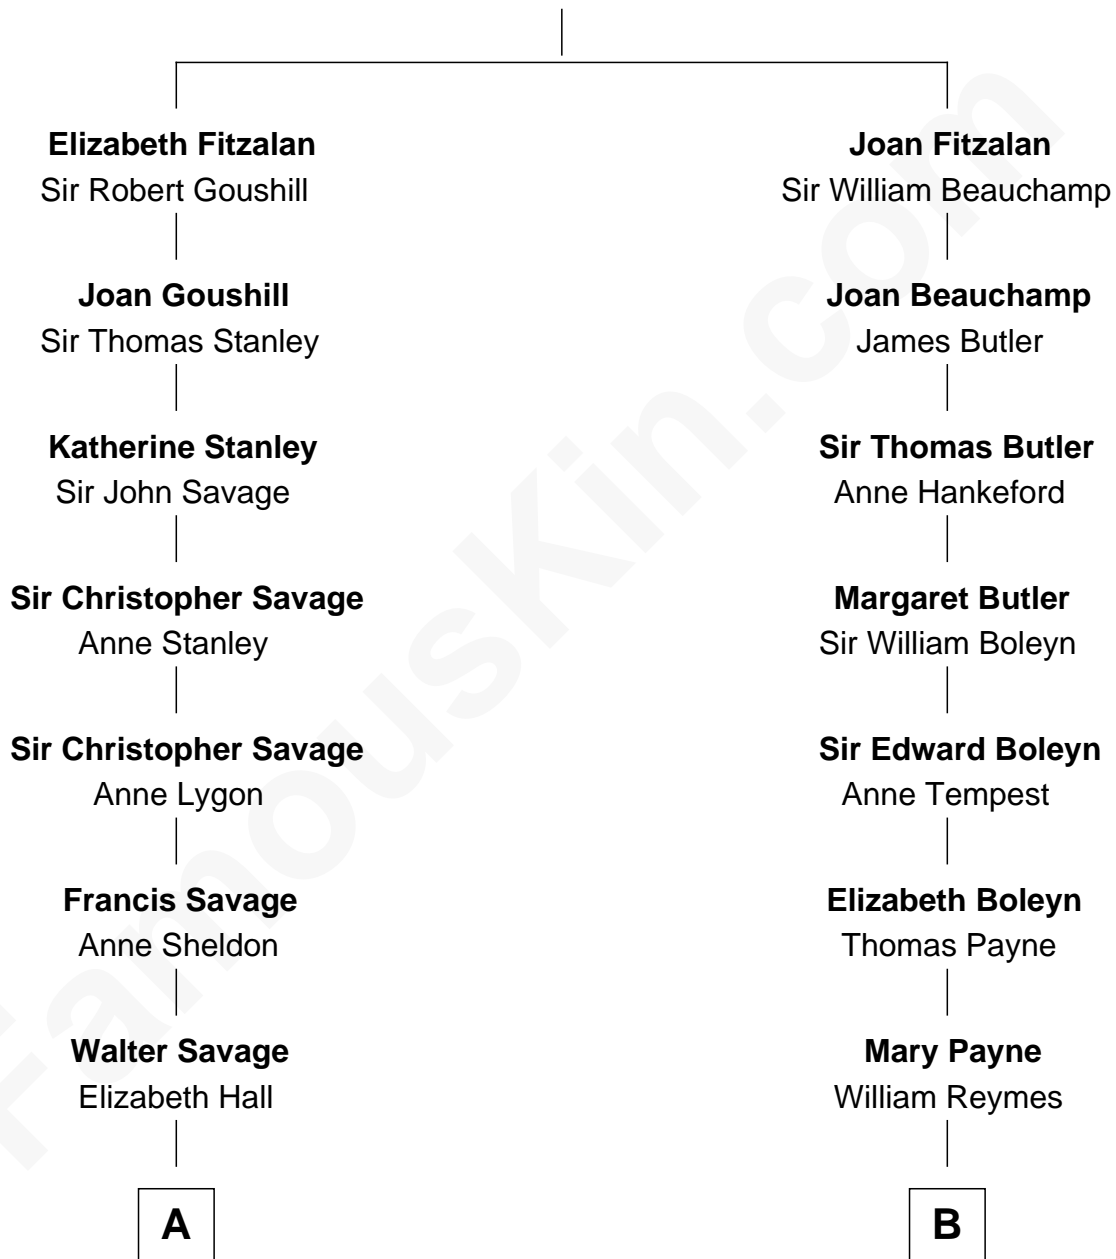 Elizabeth Fitzalan
Sir Robert Goushill
Joan Goushill
Sir Thomas Stanley
Katherine Stanley
Sir John Savage
Sir Christopher Savage
Anne Stanley
Sir Christopher Savage
Anne Lygon
Francis Savage
Anne Sheldon
Walter Savage
Elizabeth Hall
A
Joan Fitzalan
Sir William Beauchamp
Joan Beauchamp
James Butler
Sir Thomas Butler
Anne Hankeford
Margaret Butler
Sir William Boleyn
Sir Edward Boleyn
Anne Tempest
Elizabeth Boleyn
Thomas Payne
Mary Payne
William Reymes
B
FamousKin.com